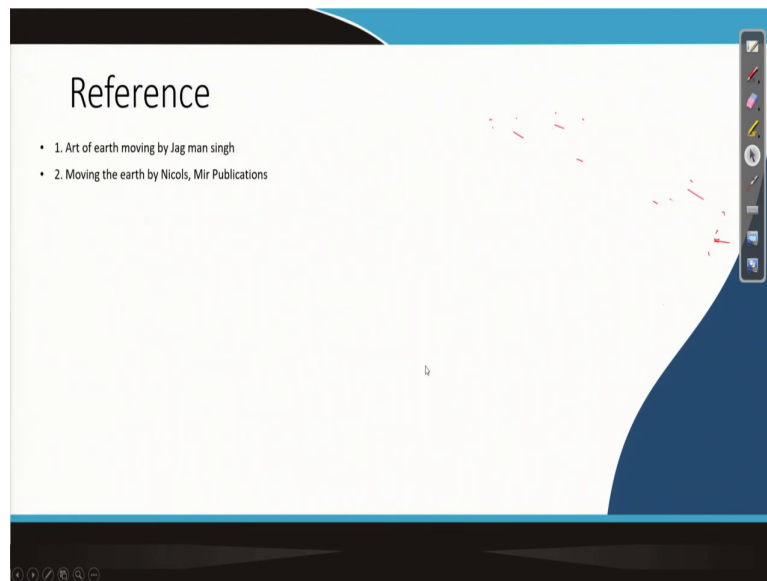 Reference
• 1. Art of earth moving by Jag man singh
• 2. Moving the earth by Nicols, Mir Publications